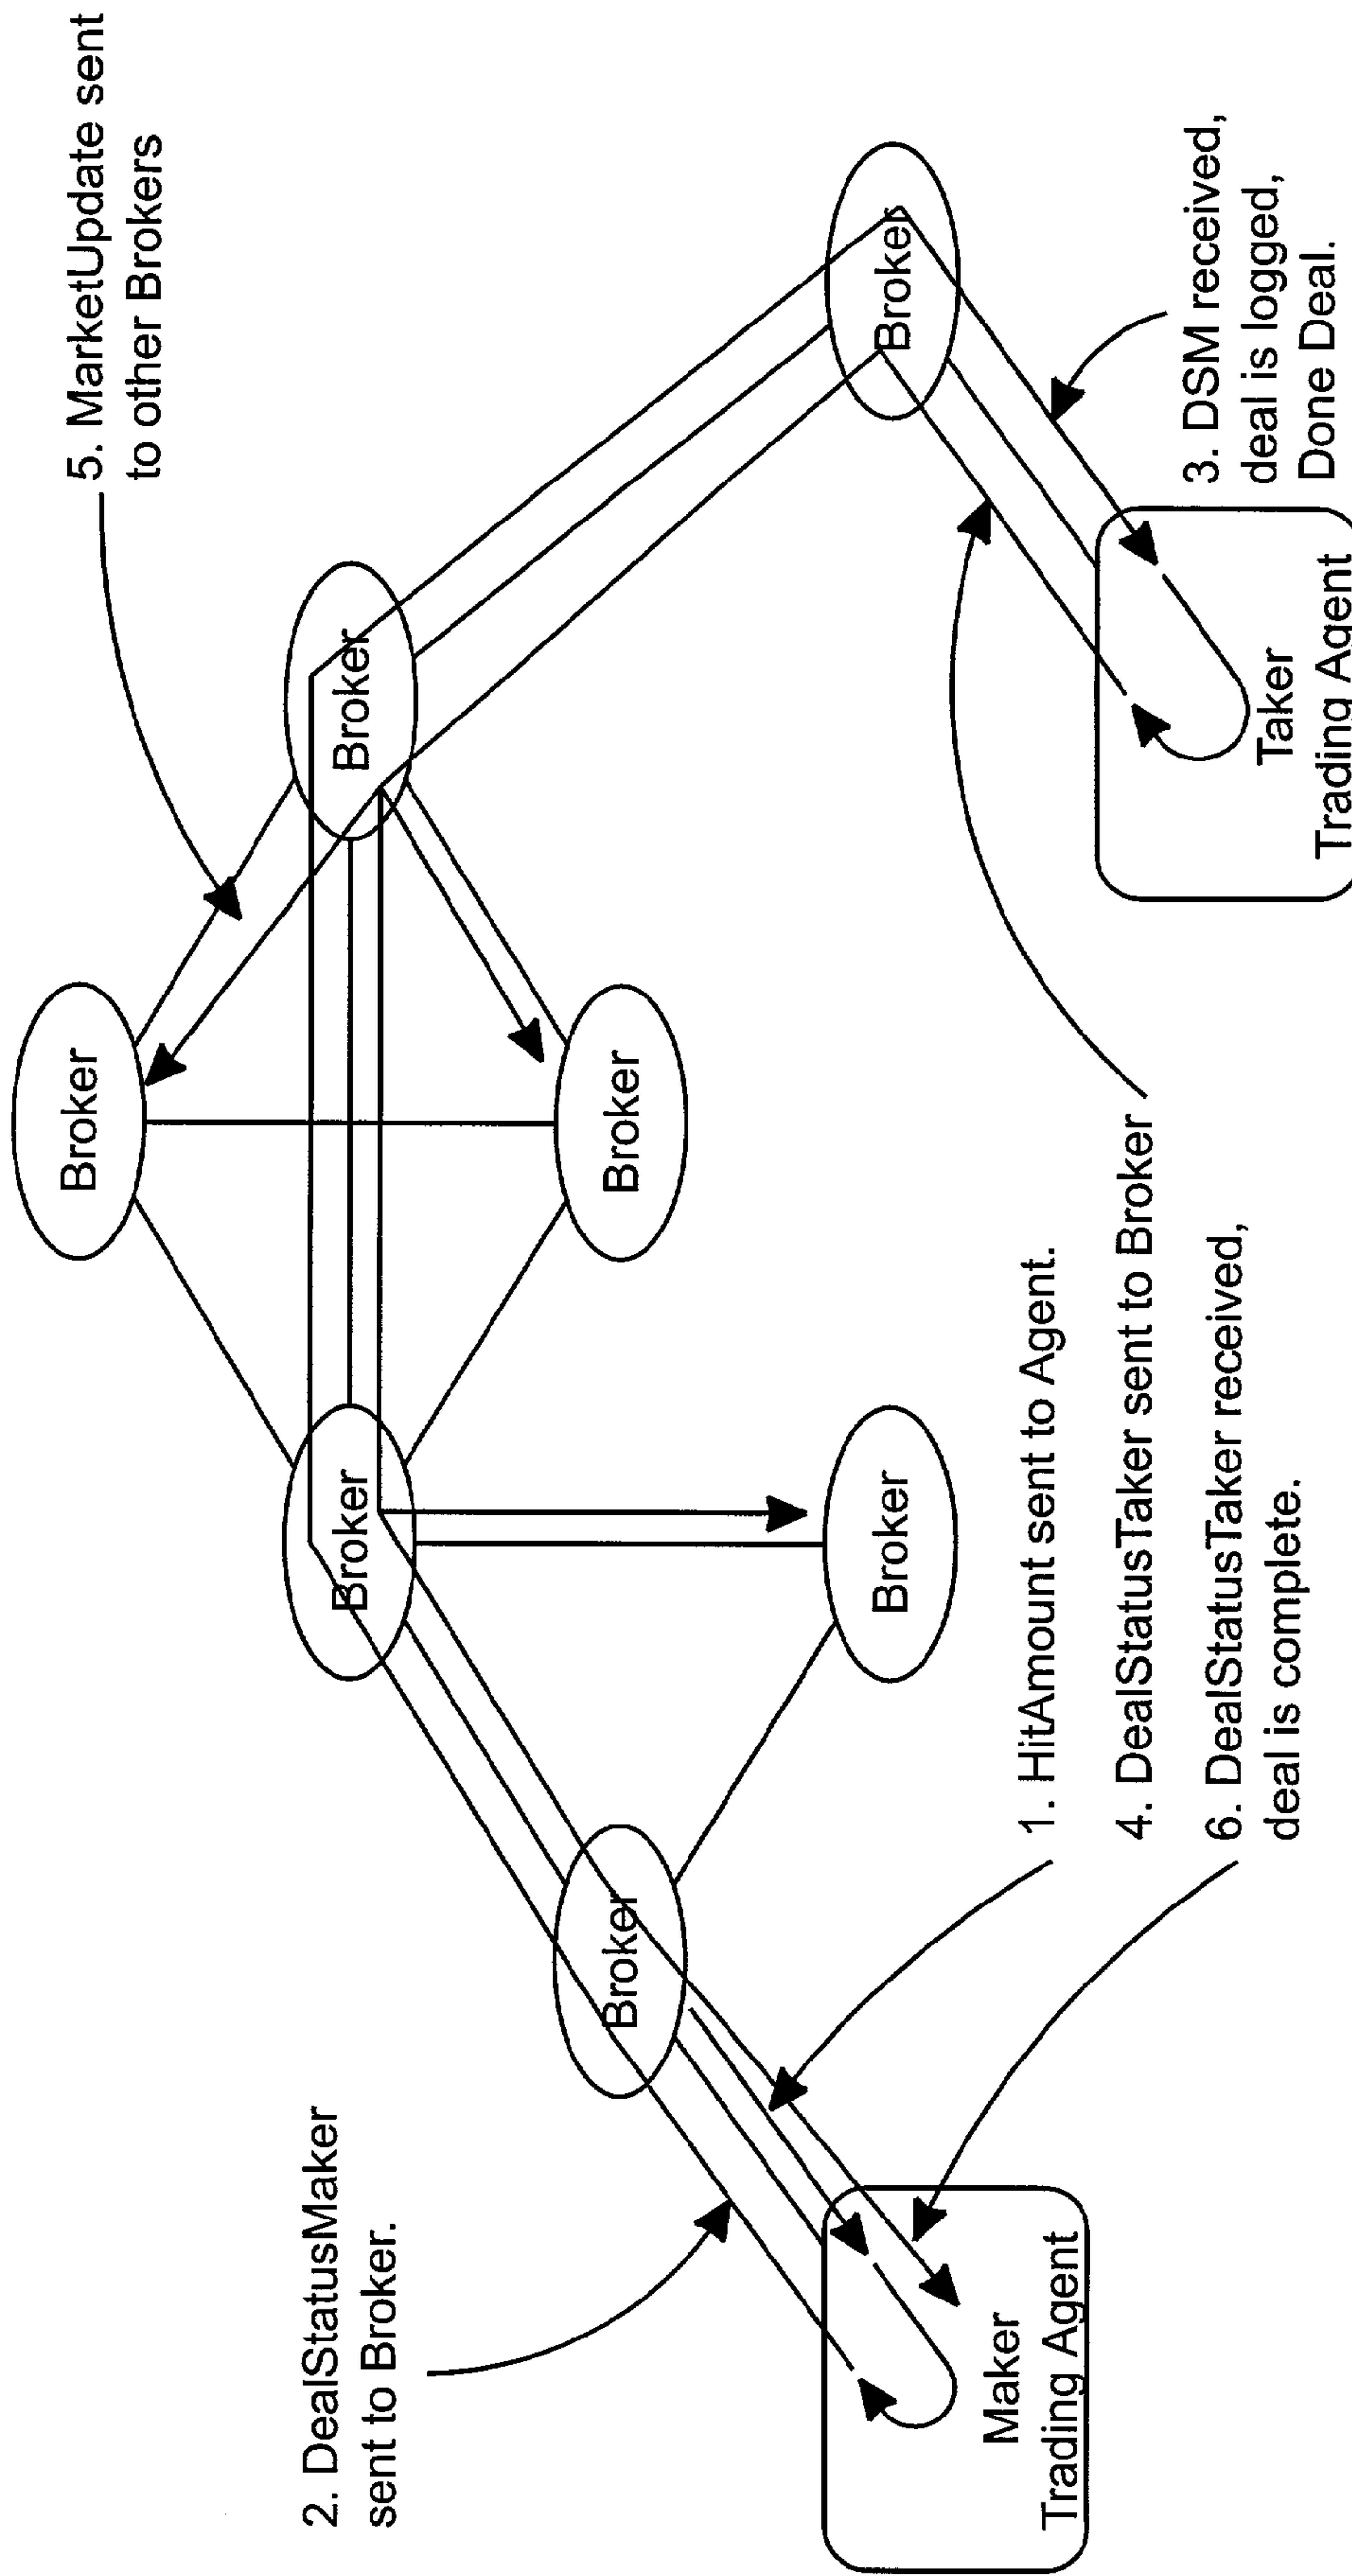 5. MarketUpdate sent
to other Brokers
2. DealStatusMaker
sent to Broker.
Broker
Broker
Broker
Broker
Broker
Broker
Broker
1. HitAmount sent to Agent.
4. DealStatusTaker sent to Broker
6. DealStatusTaker received,
deal is complete.
3. DSM received,
deal is logged,
Done Deal.
Maker
Trading Agent
Taker
Trading Agent